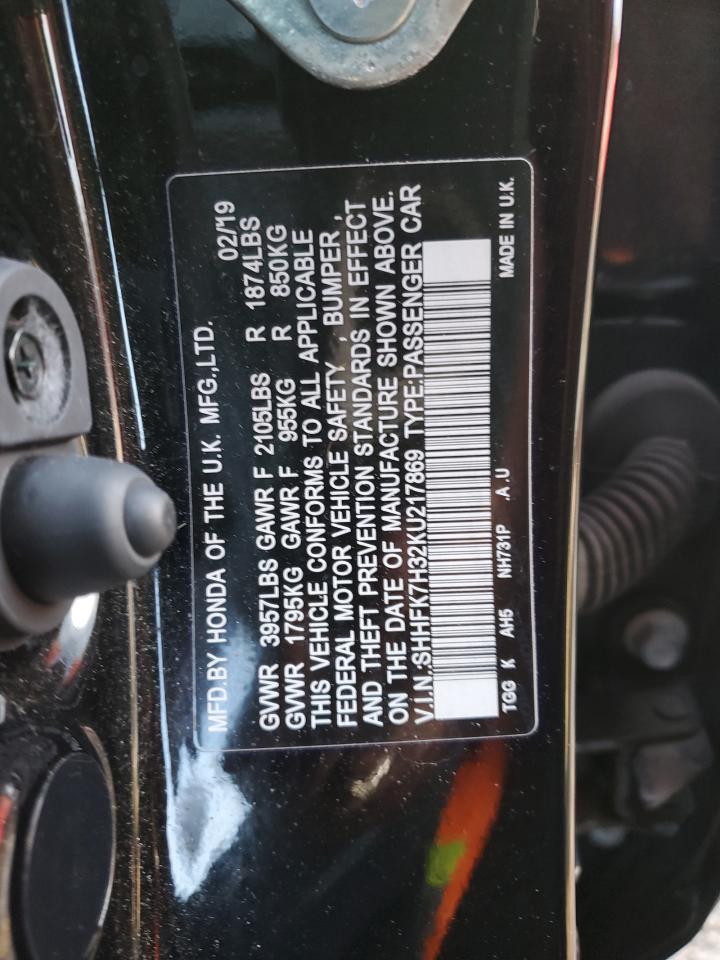 MFD.BY HONDA OF THE U.K. MFG.,LTD. 02/19
GVWR 3957LBS GAWR F 2105LBS R 1874LBS
GVWR 1795KG GAWR F 955KG R 850KG
THIS VEHICLE CONFORMS TO ALL APPLICABLE
FEDERAL MOTOR VEHICLE SAFETY , BUMPER ,
AND THEFT PREVENTION STANDARDS IN EFFECT
ON THE DATE OF MANUFACTURE SHOWN ABOVE.
V.I.N.:SHHFK7H32KU217869 TYPE:PASSENGER CAR
TGG K AH5 NH731P .A .U MADE IN U.K.